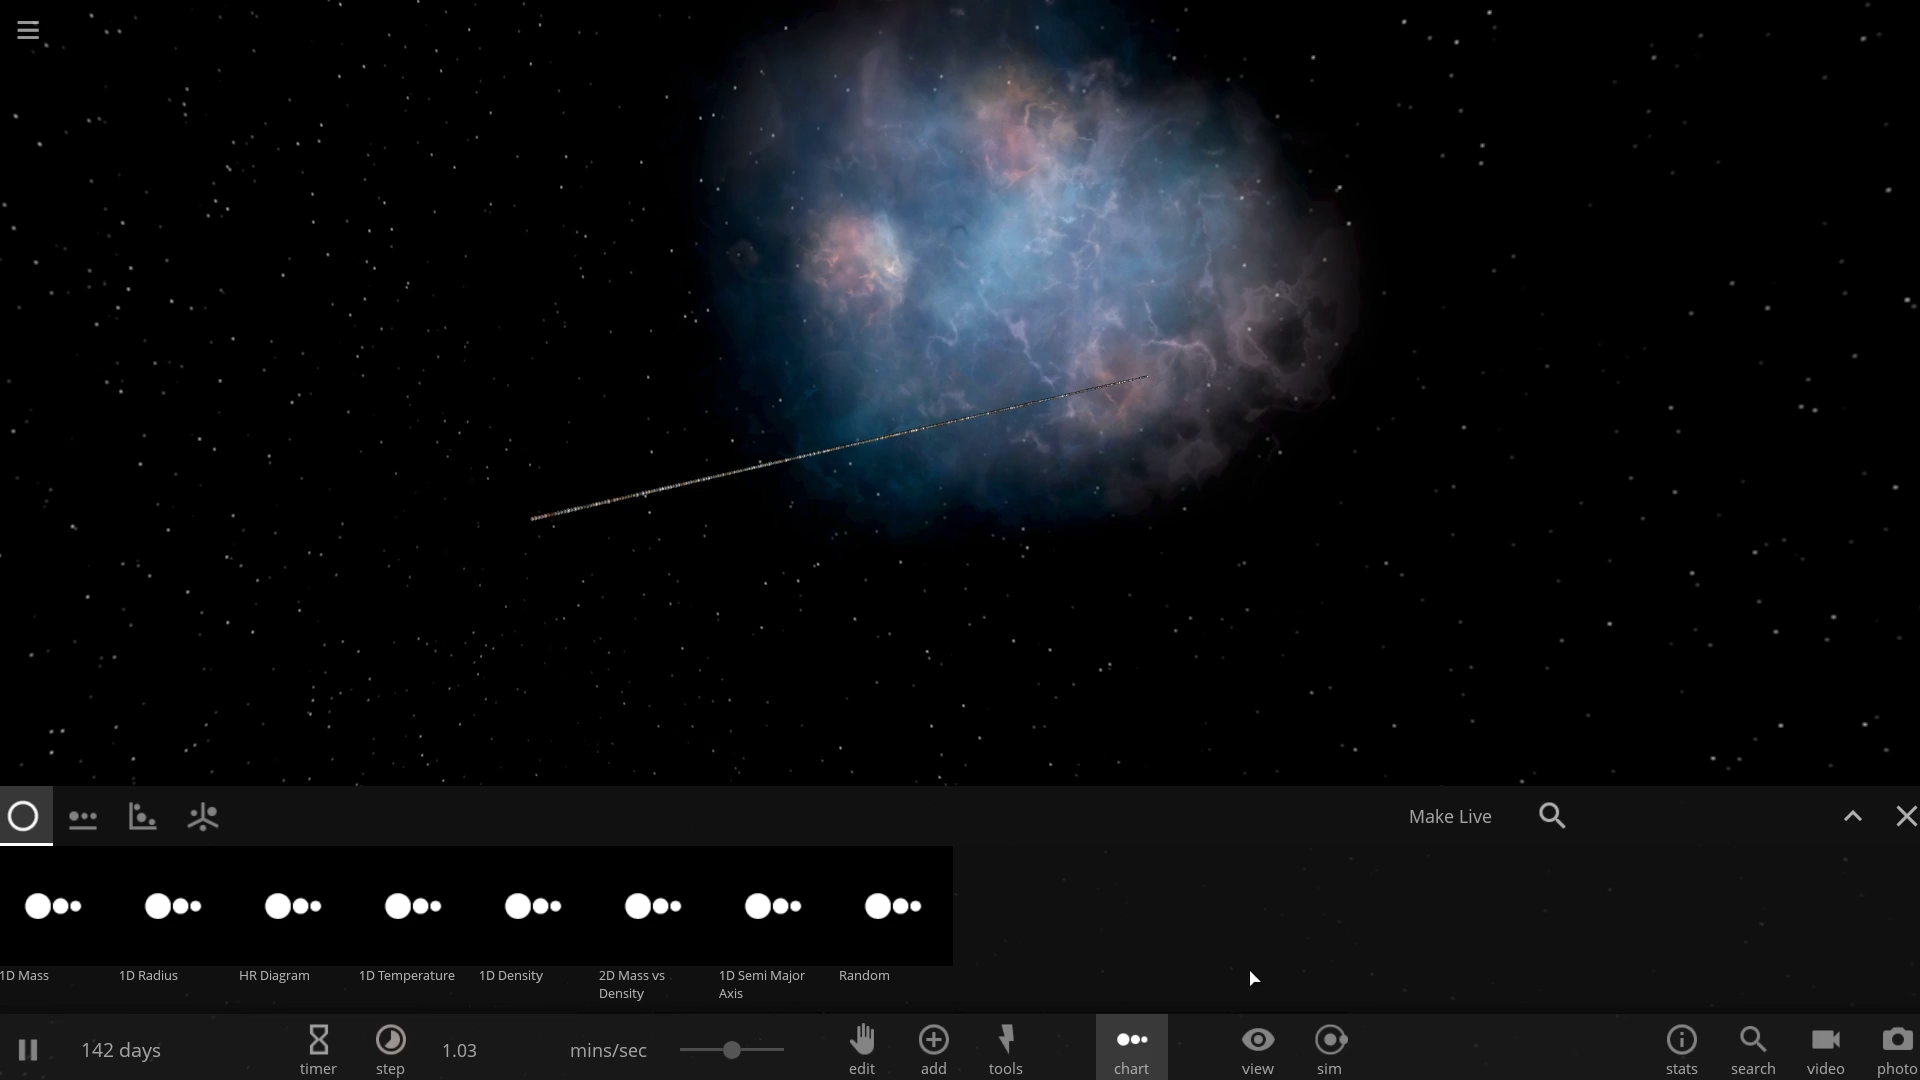 Make Live
1D Mass
1D Radius
HR Diagram
1D Temperature
1D Density
2D Mass vs
Density
1D Semi Major
Axis
Random
142 days
timer
step
1.03
mins/sec
edit
add
tools
chart
view
sim
stats
search
video
photo